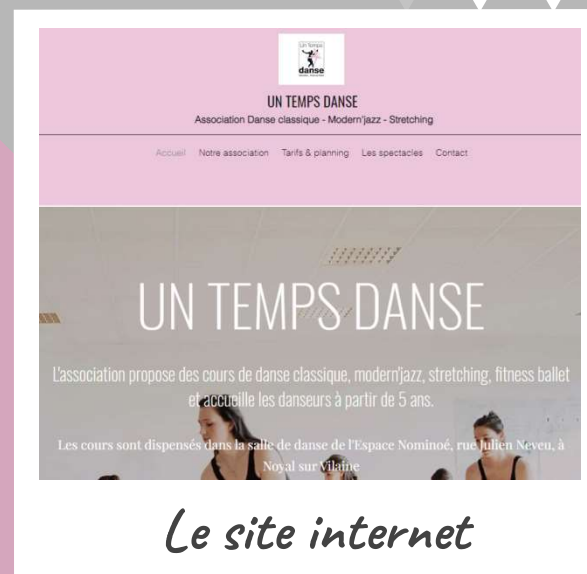 Un Temps
danse
UN TEMPS DANSE
Association Danse classique - Modern'jazz - Stretching
Accueil Notre association Tarifs & planning Les spectacles Contact
UN TEMPS DANSE
L'association propose des cours de danse classique, modern'jazz, stretching, fitness ballet
et accueille les danseurs à partir de 5 ans.
Les cours sont dispensés dans la salle de danse de l'Espace Nominoé, rue Julien Neveu, à
Noyal sur Vilaine
Le site internet